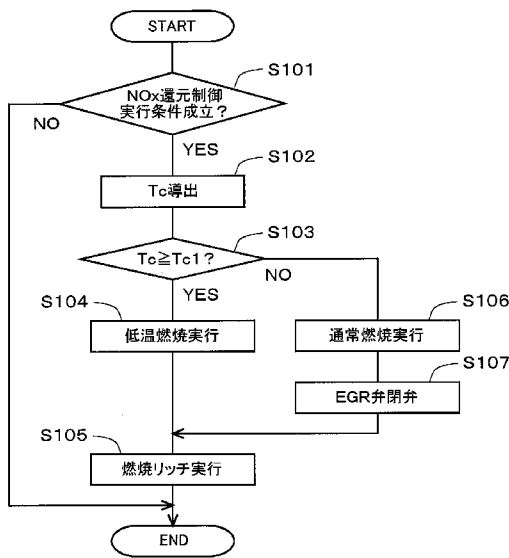 START
S101
NOx還元制御
実行条件成立？
NO
YES
S102
Tc導出
S103
Tc≧Tc1？
NO
YES
S104
低温燃焼実行
S106
通常燃焼実行
S107
EGR弁閉弁
S105
燃焼リッチ実行
END